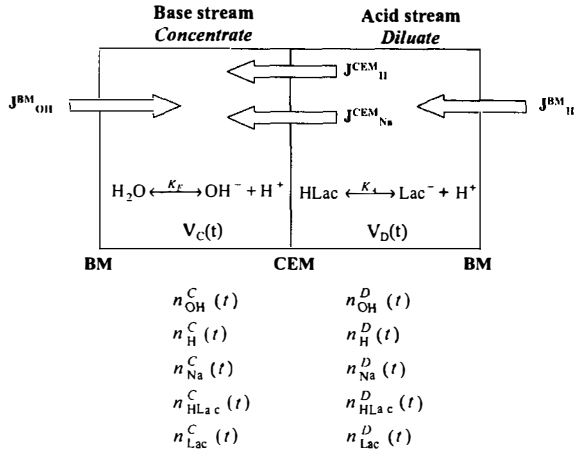 Base stream Acid stream
Concentrate Diluate
J^CEM_H
J^BM_OH J^CEM_Na J^BM_H
H₂O ⟷ K_E OH⁻ + H⁺ HLac ⟷ K_A Lac⁻ + H⁺
V_C(t) V_D(t)
BM CEM BM
n^C_OH (t) n^D_OH (t)
n^C_H (t) n^D_H (t)
n^C_Na (t) n^D_Na (t)
n^C_HLac (t) n^D_HLac (t)
n^C_Lac (t) n^D_Lac (t)